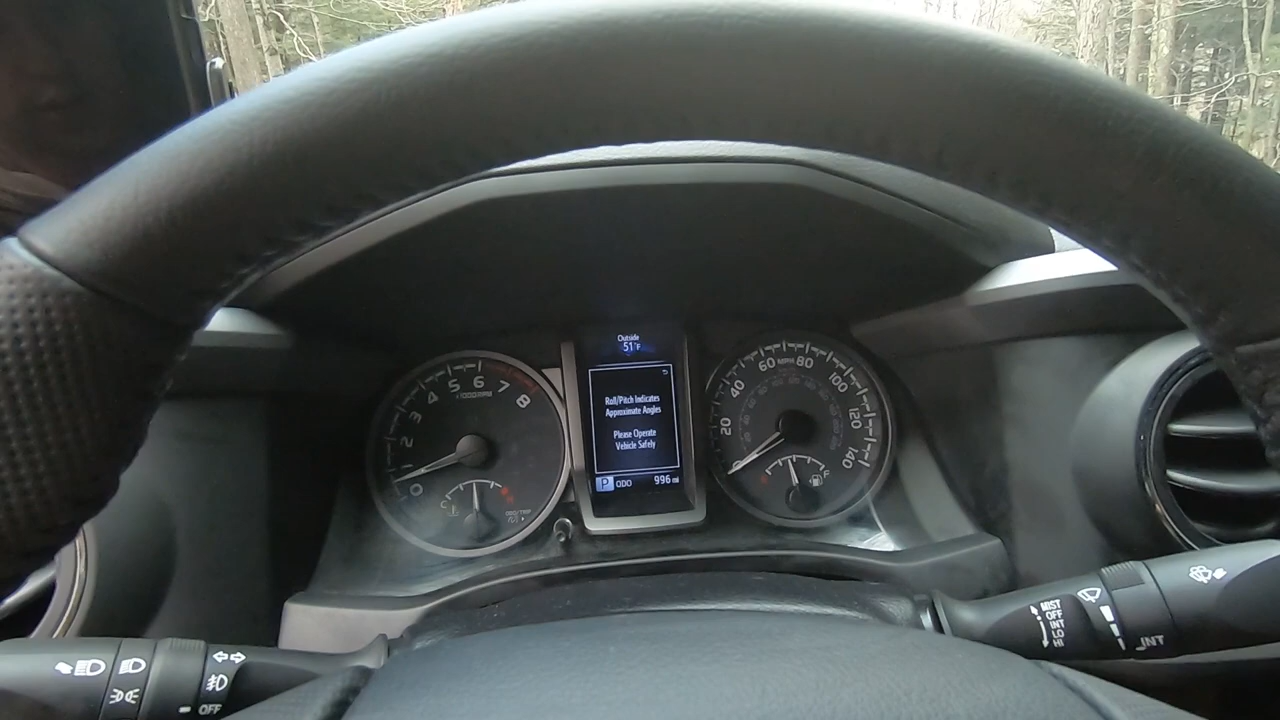 Outside
51°F
Roll/Pitch Indicates
Approximate Angles
Please Operate
Vehicle Safely
P ODO 996 mi
0 1 2 3 4 5 6 7 8
x1000RPM
ODO/TRIP
20 40 60 80 100 120 140
MPH
F
MIST
OFF
INT
LO
HI
INT
OFF